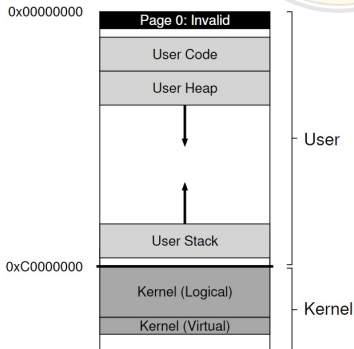 0x00000000
Page 0: Invalid
User Code
User Heap
User
User Stack
0xC0000000
Kernel (Logical)
Kernel
Kernel (Virtual)